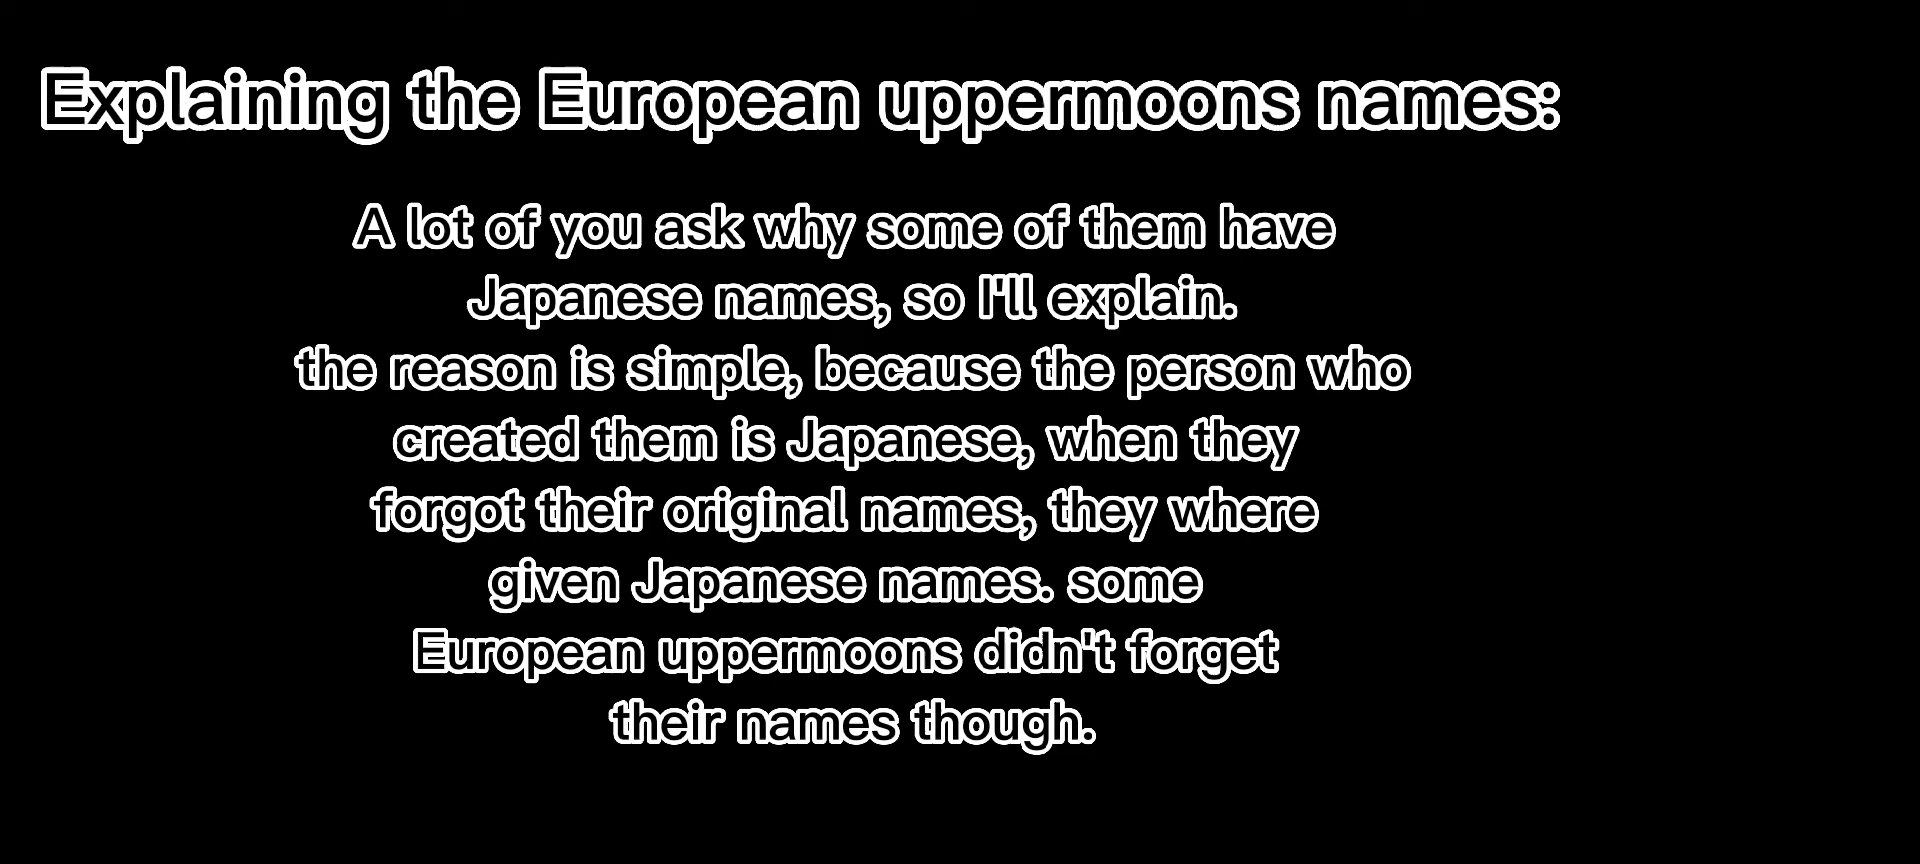 Explaining the European uppermoons names:
A lot of you ask why some of them have
Japanese names, so I'll explain.
the reason is simple, because the person who
created them is Japanese, when they
forgot their original names, they where
given Japanese names. some
European uppermoons didn't forget
their names though.